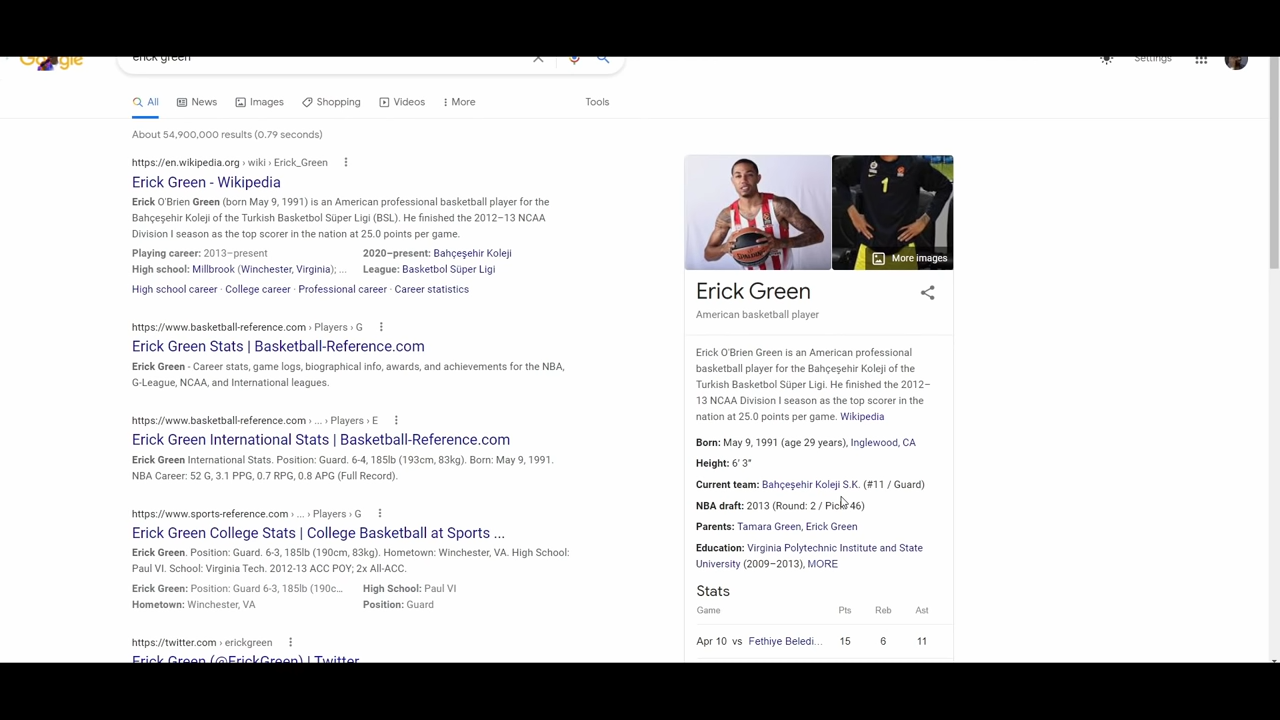 Google
erick green
Settings
All
News
Images
Shopping
Videos
More
Tools
About 54,900,000 results (0.79 seconds)
https://en.wikipedia.org › wiki › Erick_Green
Erick Green - Wikipedia
Erick O'Brien Green (born May 9, 1991) is an American professional basketball player for the
Bahçeşehir Koleji of the Turkish Basketbol Süper Ligi (BSL). He finished the 2012–13 NCAA
Division I season as the top scorer in the nation at 25.0 points per game.
Playing career: 2013–present
2020–present: Bahçeşehir Koleji
High school: Millbrook (Winchester, Virginia); ...
League: Basketbol Süper Ligi
High school career · College career · Professional career · Career statistics
https://www.basketball-reference.com › Players › G
Erick Green Stats | Basketball-Reference.com
Erick Green - Career stats, game logs, biographical info, awards, and achievements for the NBA,
G-League, NCAA, and International leagues.
https://www.basketball-reference.com › ... › Players › E
Erick Green International Stats | Basketball-Reference.com
Erick Green International Stats. Position: Guard. 6-4, 185lb (193cm, 83kg). Born: May 9, 1991.
NBA Career: 52 G, 3.1 PPG, 0.7 RPG, 0.8 APG (Full Record).
https://www.sports-reference.com › ... › Players › G
Erick Green College Stats | College Basketball at Sports ...
Erick Green. Position: Guard. 6-3, 185lb (190cm, 83kg). Hometown: Winchester, VA. High School:
Paul VI. School: Virginia Tech. 2012-13 ACC POY; 2x All-ACC.
Erick Green: Position: Guard 6-3, 185lb (190c...
High School: Paul VI
Hometown: Winchester, VA
Position: Guard
https://twitter.com › erickgreen
Erick Green (@ErickGreen) | Twitter
1
More images
Erick Green
American basketball player
Erick O'Brien Green is an American professional
basketball player for the Bahçeşehir Koleji of the
Turkish Basketbol Süper Ligi. He finished the 2012–
13 NCAA Division I season as the top scorer in the
nation at 25.0 points per game. Wikipedia
Born: May 9, 1991 (age 29 years), Inglewood, CA
Height: 6′ 3″
Current team: Bahçeşehir Koleji S.K. (#11 / Guard)
NBA draft: 2013 (Round: 2 / Pick: 46)
Parents: Tamara Green, Erick Green
Education: Virginia Polytechnic Institute and State
University (2009–2013), MORE
Stats
Game Pts Reb Ast
Apr 10 vs Fethiye Beledi... 15 6 11